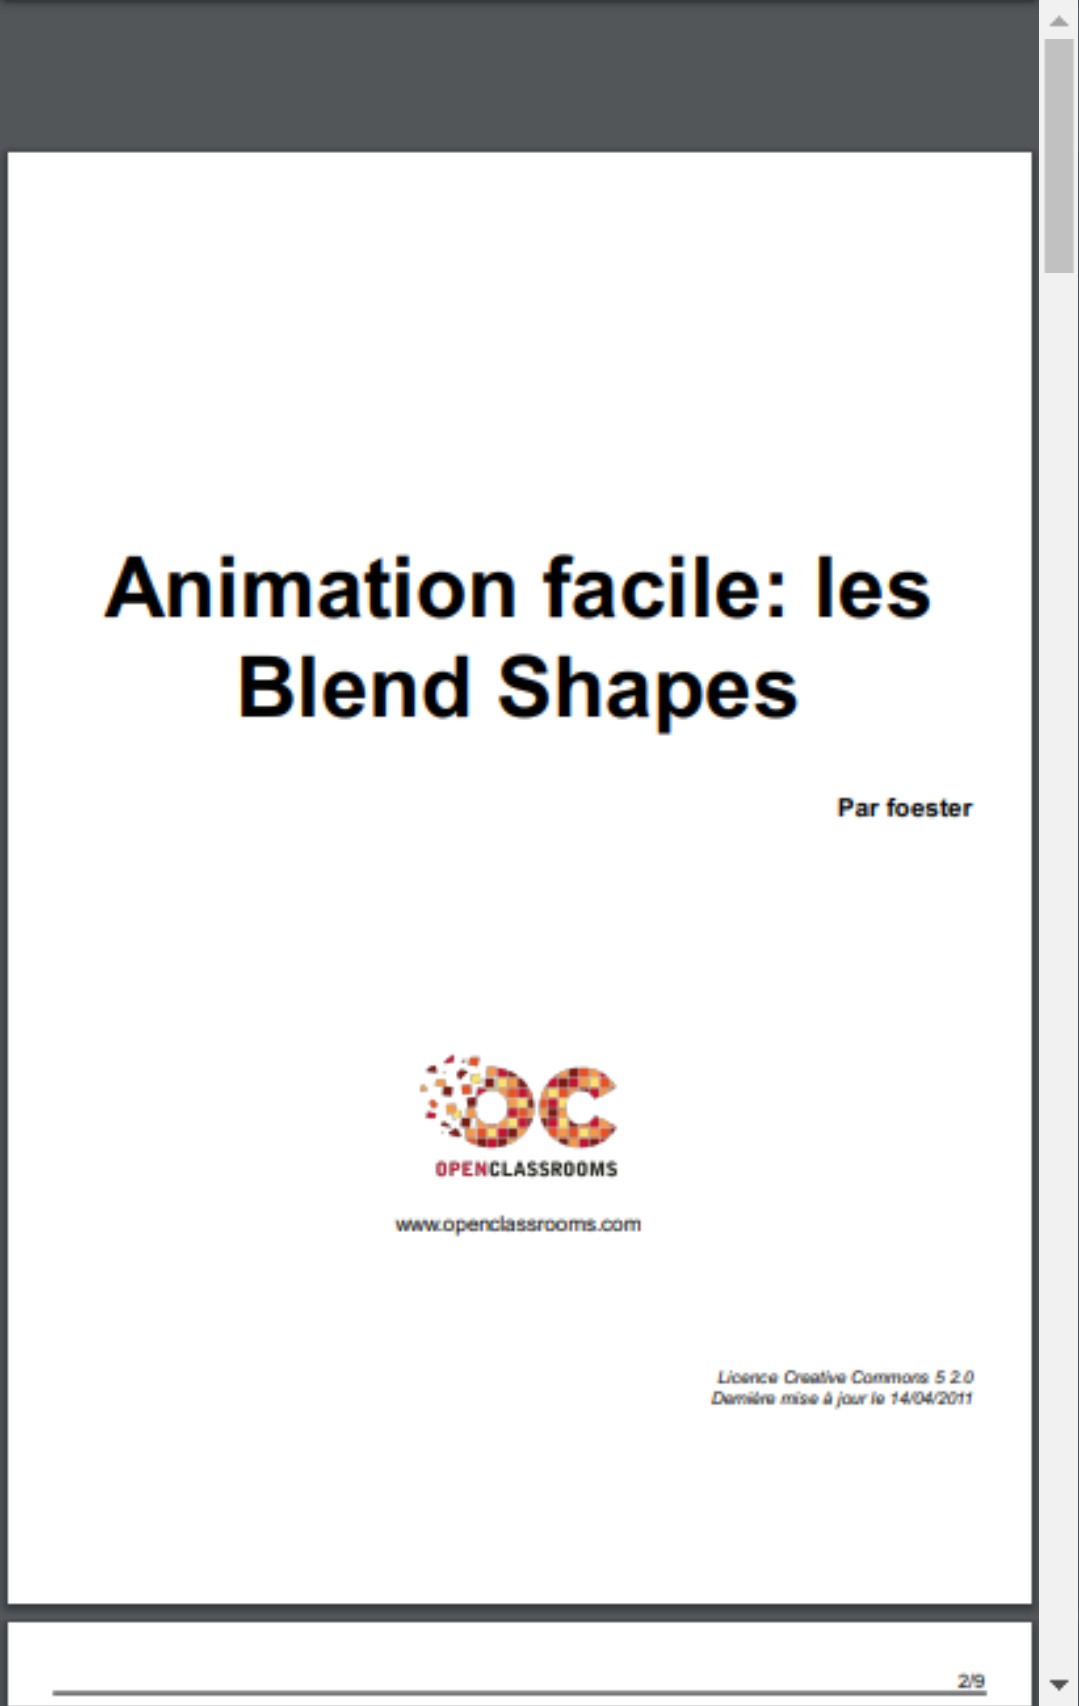 Animation facile: les
Blend Shapes
Par foester
OPENCLASSROOMS
www.openclassrooms.com
Licence Creative Commons 5 2.0
Dernière mise à jour le 14/04/2011
2/9